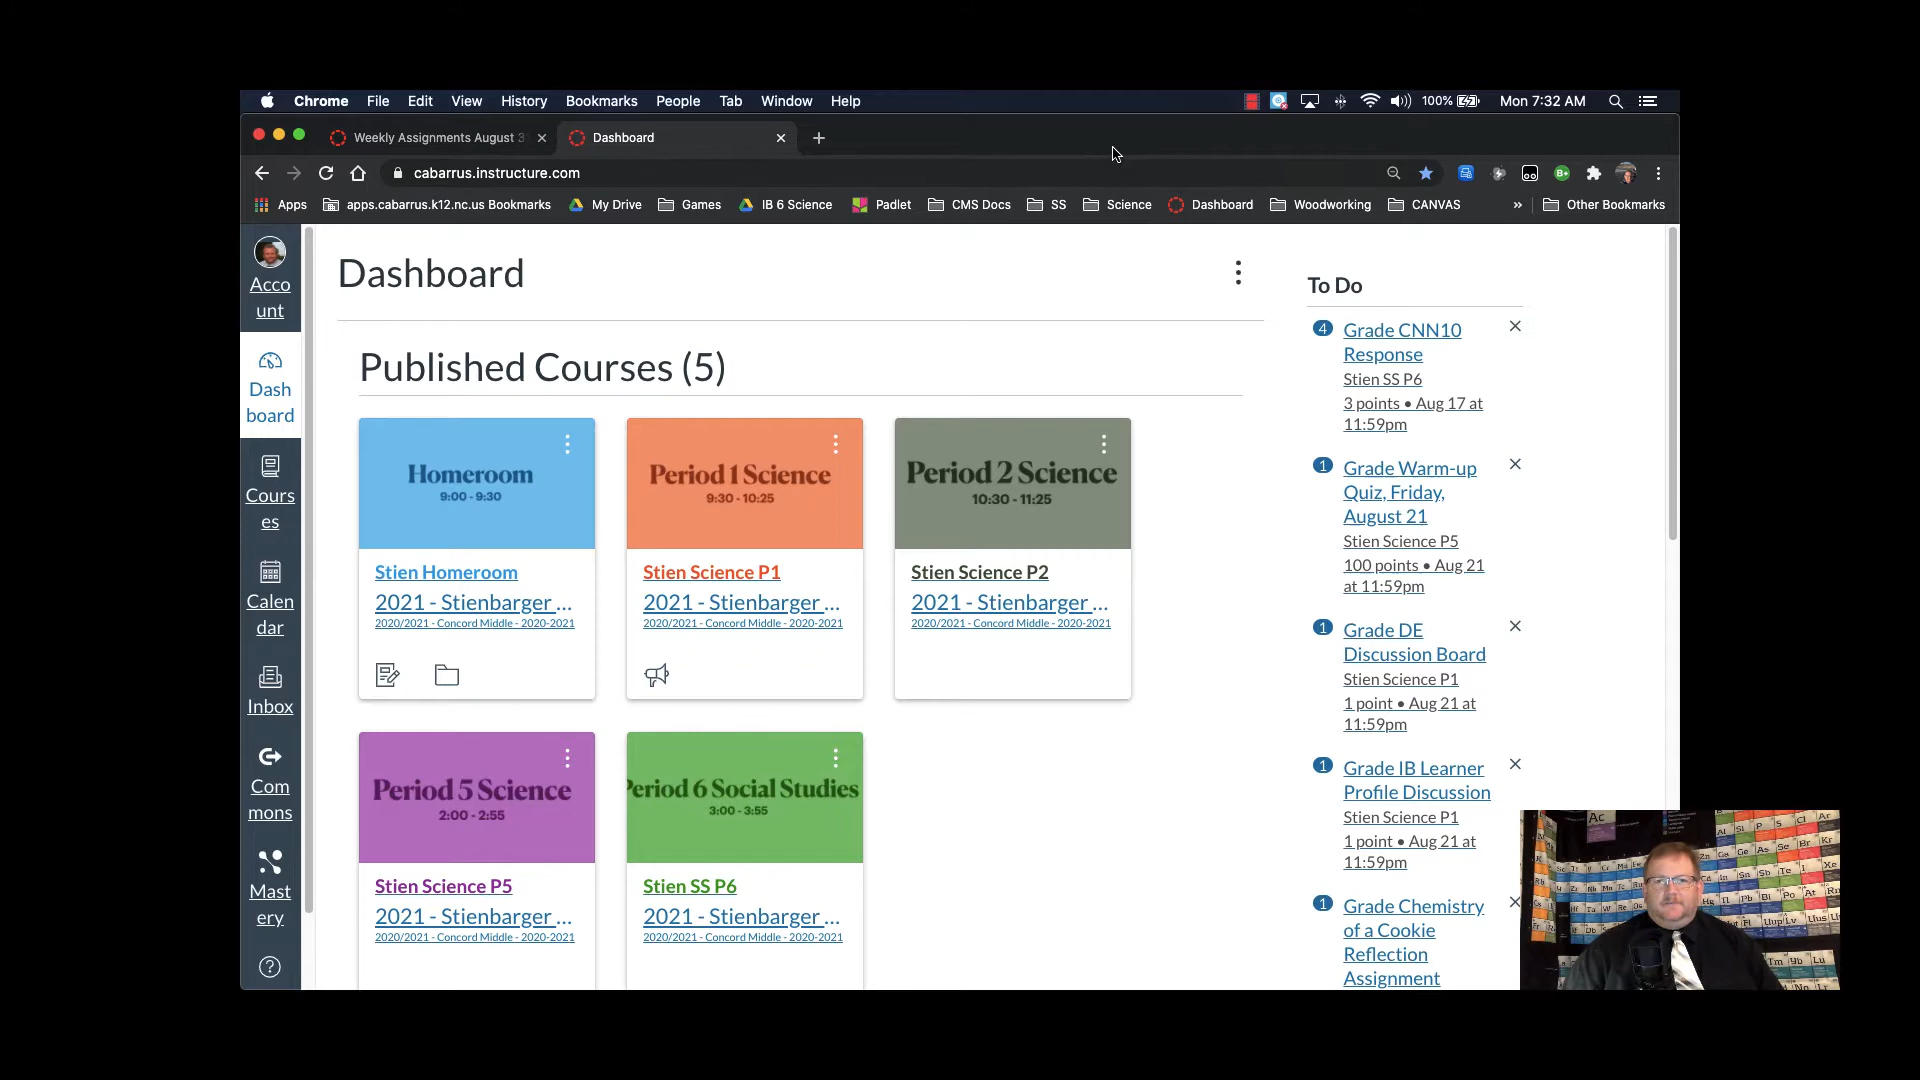 Chrome File Edit View History Bookmarks People Tab Window Help 100% Mon 7:32 AM
Weekly Assignments August 3 Dashboard
cabarrus.instructure.com
Apps apps.cabarrus.k12.nc.us Bookmarks My Drive Games IB 6 Science Padlet CMS Docs SS Science Dashboard Woodworking CANVAS » Other Bookmarks
Acco
unt
Dash
board
Cours
es
Calen
dar
Inbox
Com
mons
Mast
ery
Dashboard
Published Courses (5)
Homeroom
9:00 - 9:30
Stien Homeroom
2021 - Stienbarger ...
2020/2021 - Concord Middle - 2020-2021
Period 1 Science
9:30 - 10:25
Stien Science P1
2021 - Stienbarger ...
2020/2021 - Concord Middle - 2020-2021
Period 2 Science
10:30 - 11:25
Stien Science P2
2021 - Stienbarger ...
2020/2021 - Concord Middle - 2020-2021
Period 5 Science
2:00 - 2:55
Stien Science P5
2021 - Stienbarger ...
2020/2021 - Concord Middle - 2020-2021
Period 6 Social Studies
3:00 - 3:55
Stien SS P6
2021 - Stienbarger ...
2020/2021 - Concord Middle - 2020-2021
To Do
4 Grade CNN10
Response
Stien SS P6
3 points • Aug 17 at
11:59pm
1 Grade Warm-up
Quiz, Friday,
August 21
Stien Science P5
100 points • Aug 21
at 11:59pm
1 Grade DE
Discussion Board
Stien Science P1
1 point • Aug 21 at
11:59pm
1 Grade IB Learner
Profile Discussion
Stien Science P1
1 point • Aug 21 at
11:59pm
1 Grade Chemistry
of a Cookie
Reflection
Assignment